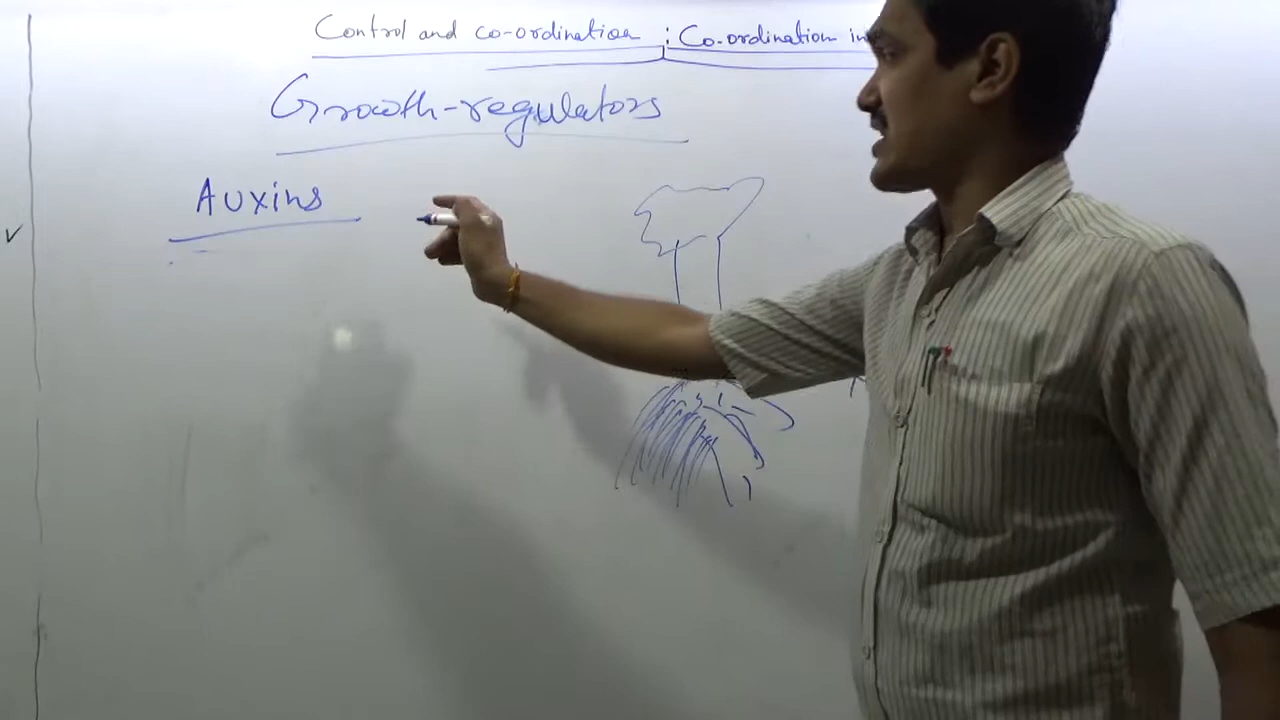 Control and co-ordination : Co-ordination in
Growth-regulators
Auxins